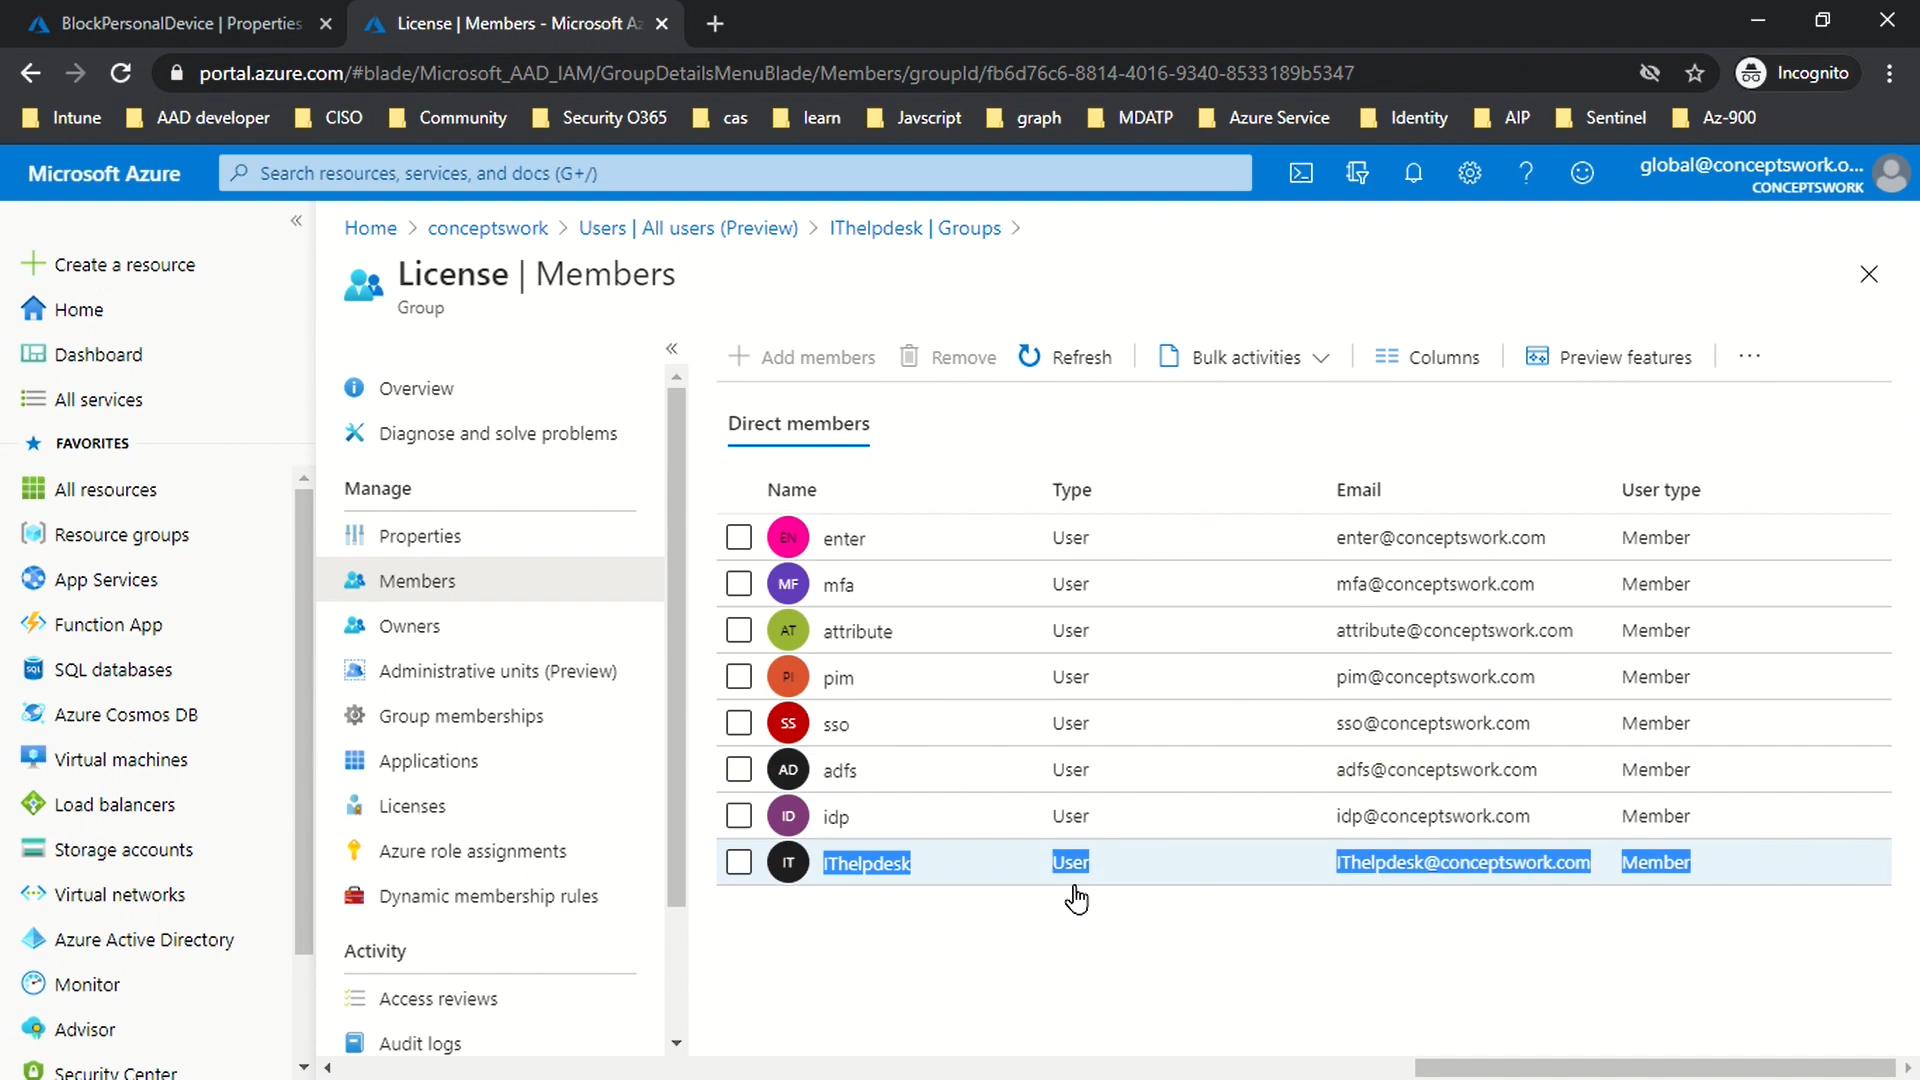 BlockPersonalDevice | Properties
License | Members - Microsoft Az
portal.azure.com/#blade/Microsoft_AAD_IAM/GroupDetailsMenuBlade/Members/groupId/fb6d76c6-8814-4016-9340-8533189b5347
Incognito
Intune
AAD developer
CISO
Community
Security O365
cas
learn
Javscript
graph
MDATP
Azure Service
Identity
AIP
Sentinel
Az-900
Microsoft Azure
Search resources, services, and docs (G+/)
global@conceptswork.o...
CONCEPTSWORK
Create a resource
Home
Dashboard
All services
FAVORITES
All resources
Resource groups
App Services
Function App
SQL databases
Azure Cosmos DB
Virtual machines
Load balancers
Storage accounts
Virtual networks
Azure Active Directory
Monitor
Advisor
Security Center
Home > conceptswork > Users | All users (Preview) > IThelpdesk | Groups >
License | Members
Group
Overview
Diagnose and solve problems
Manage
Properties
Members
Owners
Administrative units (Preview)
Group memberships
Applications
Licenses
Azure role assignments
Dynamic membership rules
Activity
Access reviews
Audit logs
Add members
Remove
Refresh
Bulk activities
Columns
Preview features
...
Direct members
Name Type Email User type
EN enter User enter@conceptswork.com Member
MF mfa User mfa@conceptswork.com Member
AT attribute User attribute@conceptswork.com Member
PI pim User pim@conceptswork.com Member
SS sso User sso@conceptswork.com Member
AD adfs User adfs@conceptswork.com Member
ID idp User idp@conceptswork.com Member
IT IThelpdesk User IThelpdesk@conceptswork.com Member